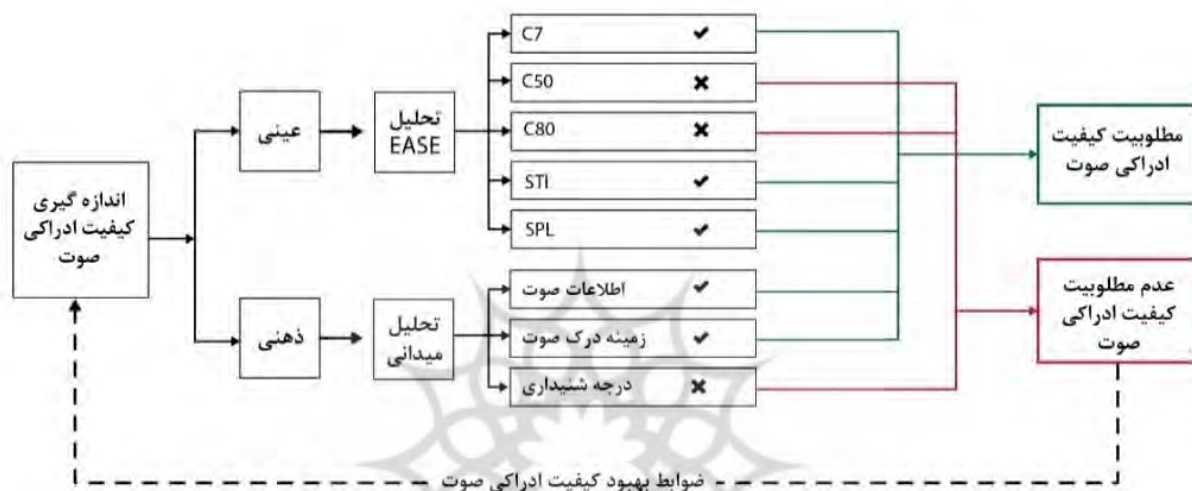 اندازه گیری
کیفیت ادراکی
صوت
عینی
ذهنی
تحلیل
EASE
تحلیل
میدانی
C7 ✔
C50 ✖
C80 ✖
STI ✔
SPL ✔
اطلاعات صوت ✔
زمینه درک صوت ✔
درجه شنیداری ✖
مطلوبیت کیفیت
ادراکی صوت
عدم مطلوبیت
کیفیت ادراکی
صوت
ضوابط بهبود کیفیت ادراکی صوت